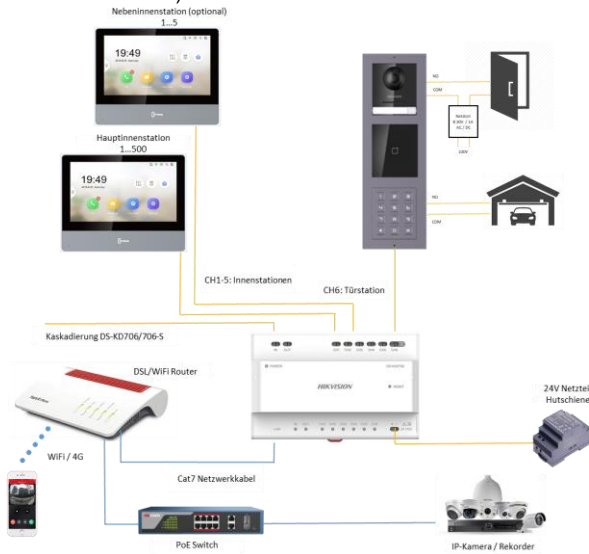 Nebeninnenstation (optional)
1...5
19:49
Hauptinnenstation
1...500
19:49
NO
COM
Netzteil
230V
NO
COM
CH1-5: Innenstationen
CH6: Türstation
Kaskadierung DS-KD706/706-S
HIKVISION
DSL/WiFi Router
24V Netzteil
Hutschiene
WiFi / 4G
Cat7 Netzwerkkabel
PoE Switch
IP-Kamera / Rekorder